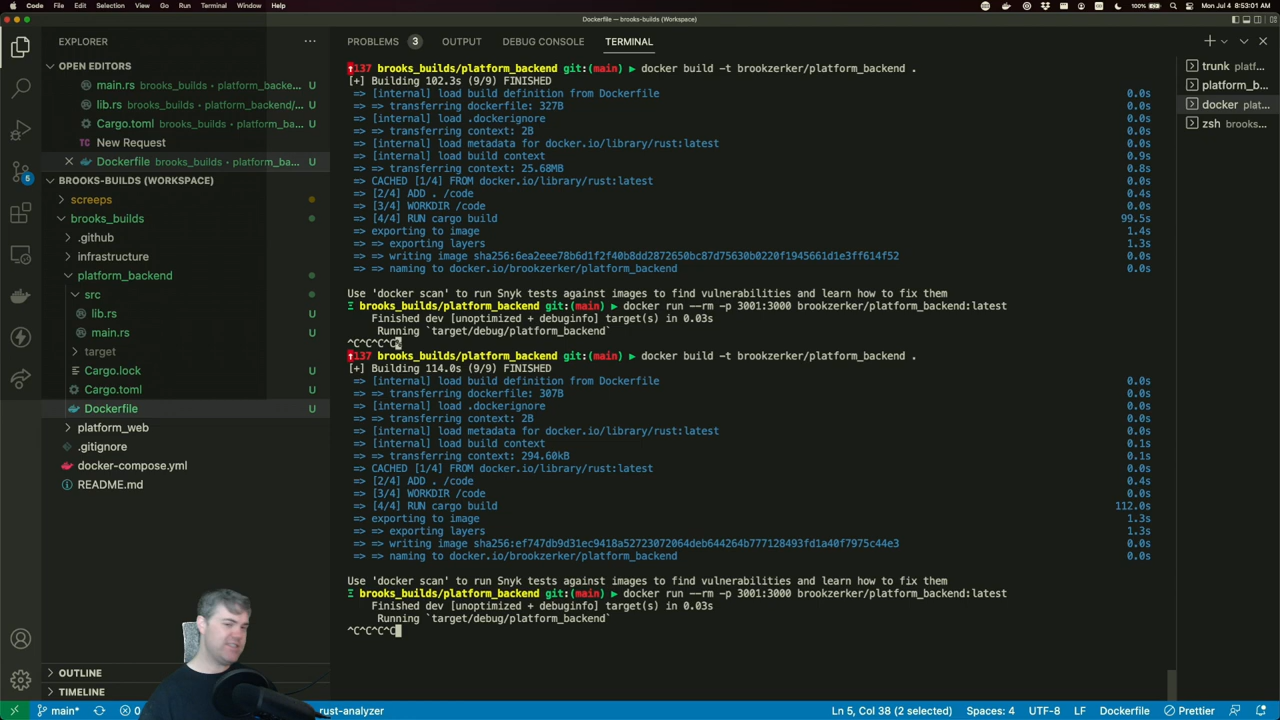 Code File Edit Selection View Go Run Terminal Window Help
100% Mon Jul 4 8:53:01 AM
Dockerfile — brooks-builds (Workspace)
EXPLORER
OPEN EDITORS
main.rs brooks_builds • platform_backe... U
lib.rs brooks_builds • platform_backend/... U
Cargo.toml brooks_builds • platform_ba... U
New Request
Dockerfile brooks_builds • platform_ba... U
BROOKS-BUILDS (WORKSPACE)
screeps
brooks_builds
.github
infrastructure
platform_backend
src
lib.rs U
main.rs U
target
Cargo.lock U
Cargo.toml U
Dockerfile U
platform_web
.gitignore
docker-compose.yml
README.md
OUTLINE
TIMELINE
5
PROBLEMS 3 OUTPUT DEBUG CONSOLE TERMINAL
137 brooks_builds/platform_backend git:(main) ▶ docker build -t brookzerker/platform_backend .
[+] Building 102.3s (9/9) FINISHED
=> [internal] load build definition from Dockerfile 0.0s
=> => transferring dockerfile: 327B 0.0s
=> [internal] load .dockerignore 0.0s
=> => transferring context: 2B 0.0s
=> [internal] load metadata for docker.io/library/rust:latest 0.0s
=> [internal] load build context 0.9s
=> => transferring context: 25.68MB 0.8s
=> CACHED [1/4] FROM docker.io/library/rust:latest 0.0s
=> [2/4] ADD . /code 0.4s
=> [3/4] WORKDIR /code 0.0s
=> [4/4] RUN cargo build 99.5s
=> exporting to image 1.4s
=> => exporting layers 1.3s
=> => writing image sha256:6ea2eee78b6d1f2f40b8dd2872650bc87d75630b0220f1945661d1e3ff614f52 0.0s
=> => naming to docker.io/brookzerker/platform_backend 0.0s
Use 'docker scan' to run Snyk tests against images to find vulnerabilities and learn how to fix them
Ξ brooks_builds/platform_backend git:(main) ▶ docker run --rm -p 3001:3000 brookzerker/platform_backend:latest
Finished dev [unoptimized + debuginfo] target(s) in 0.03s
Running `target/debug/platform_backend`
^C^C^C^C%
137 brooks_builds/platform_backend git:(main) ▶ docker build -t brookzerker/platform_backend .
[+] Building 114.0s (9/9) FINISHED
=> [internal] load build definition from Dockerfile 0.0s
=> => transferring dockerfile: 307B 0.0s
=> [internal] load .dockerignore 0.0s
=> => transferring context: 2B 0.0s
=> [internal] load metadata for docker.io/library/rust:latest 0.0s
=> [internal] load build context 0.1s
=> => transferring context: 294.60kB 0.1s
=> CACHED [1/4] FROM docker.io/library/rust:latest 0.0s
=> [2/4] ADD . /code 0.4s
=> [3/4] WORKDIR /code 0.0s
=> [4/4] RUN cargo build 112.0s
=> exporting to image 1.3s
=> => exporting layers 1.3s
=> => writing image sha256:ef747db9d31ec9418a52723072064deb644264b777128493fd1a40f7975c44e3 0.0s
=> => naming to docker.io/brookzerker/platform_backend 0.0s
Use 'docker scan' to run Snyk tests against images to find vulnerabilities and learn how to fix them
Ξ brooks_builds/platform_backend git:(main) ▶ docker run --rm -p 3001:3000 brookzerker/platform_backend:latest
Finished dev [unoptimized + debuginfo] target(s) in 0.03s
Running `target/debug/platform_backend`
^C^C^C^C
trunk platf...
platform_b...
docker plat...
zsh brooks...
main* 0 rust-analyzer Ln 5, Col 38 (2 selected) Spaces: 4 UTF-8 LF Dockerfile Prettier